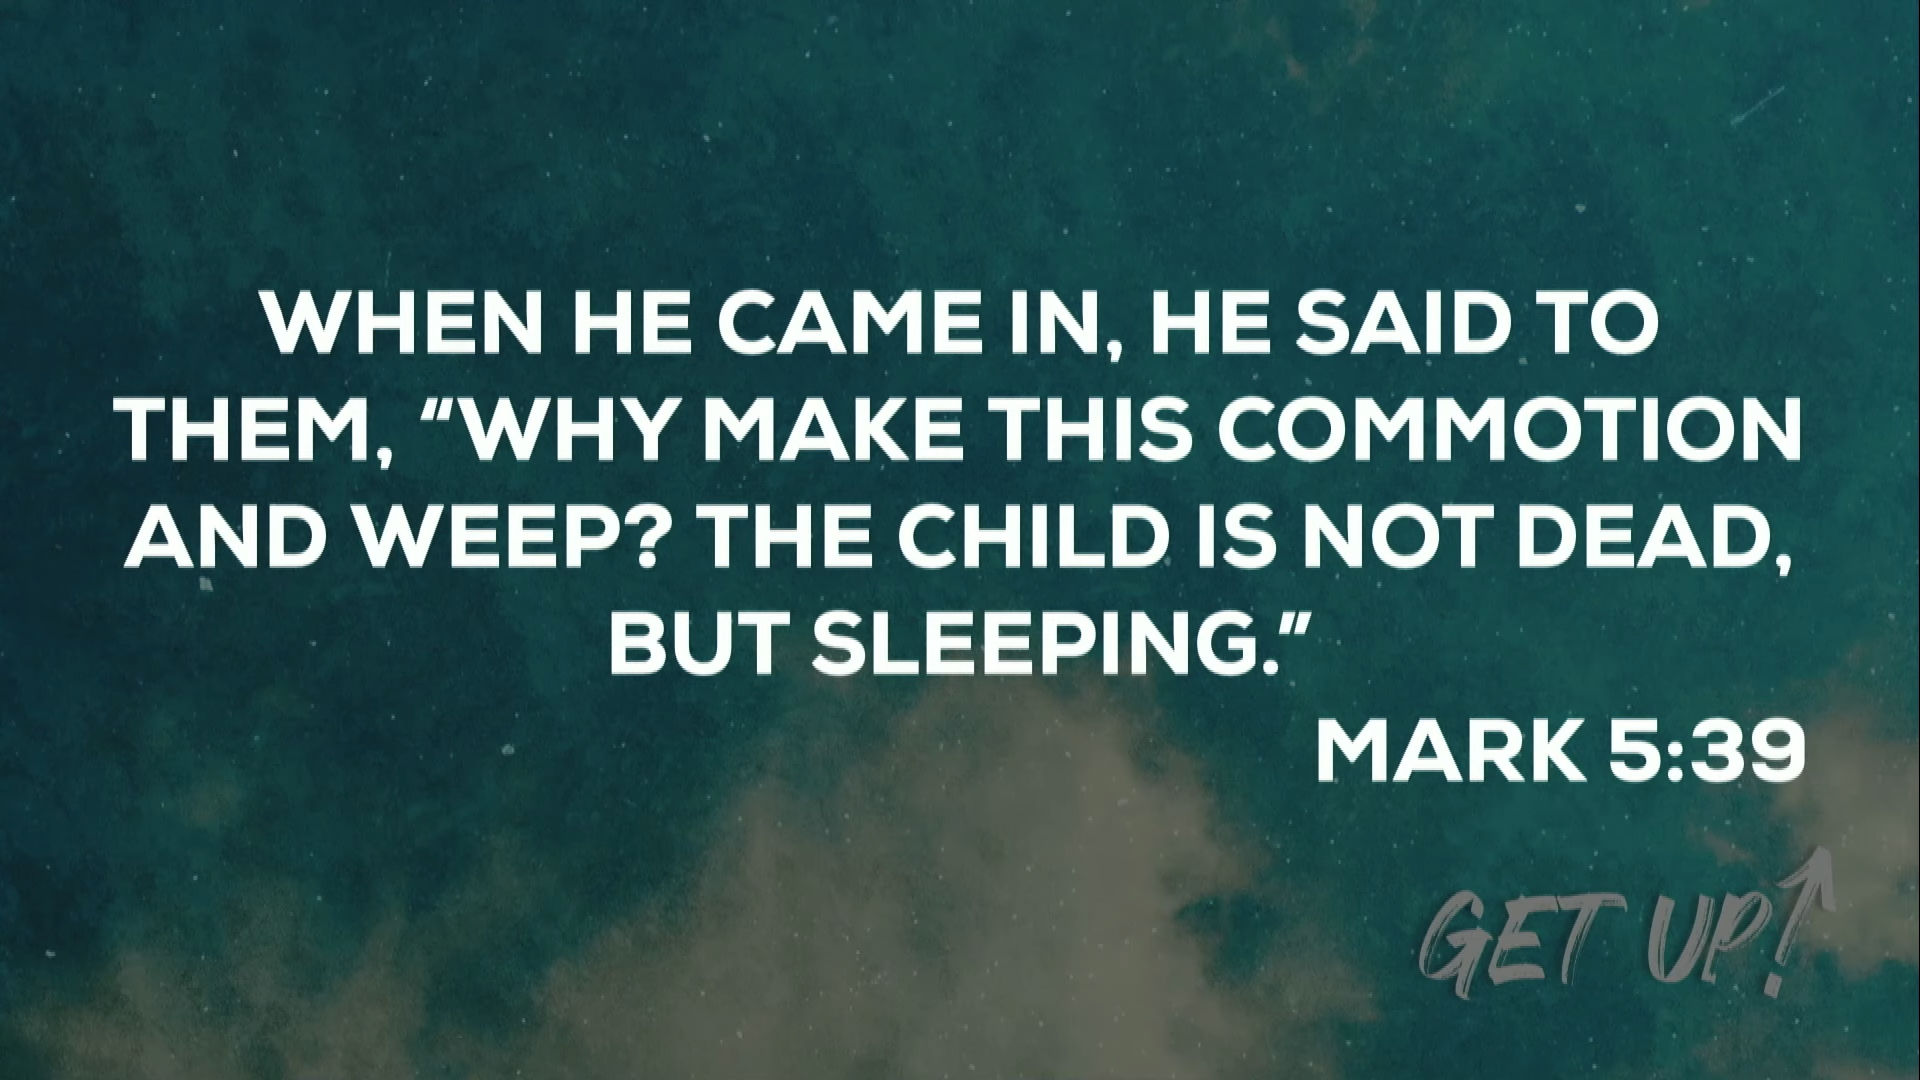 WHEN HE CAME IN, HE SAID TO
THEM, “WHY MAKE THIS COMMOTION
AND WEEP? THE CHILD IS NOT DEAD,
BUT SLEEPING.”
MARK 5:39
GET UP!